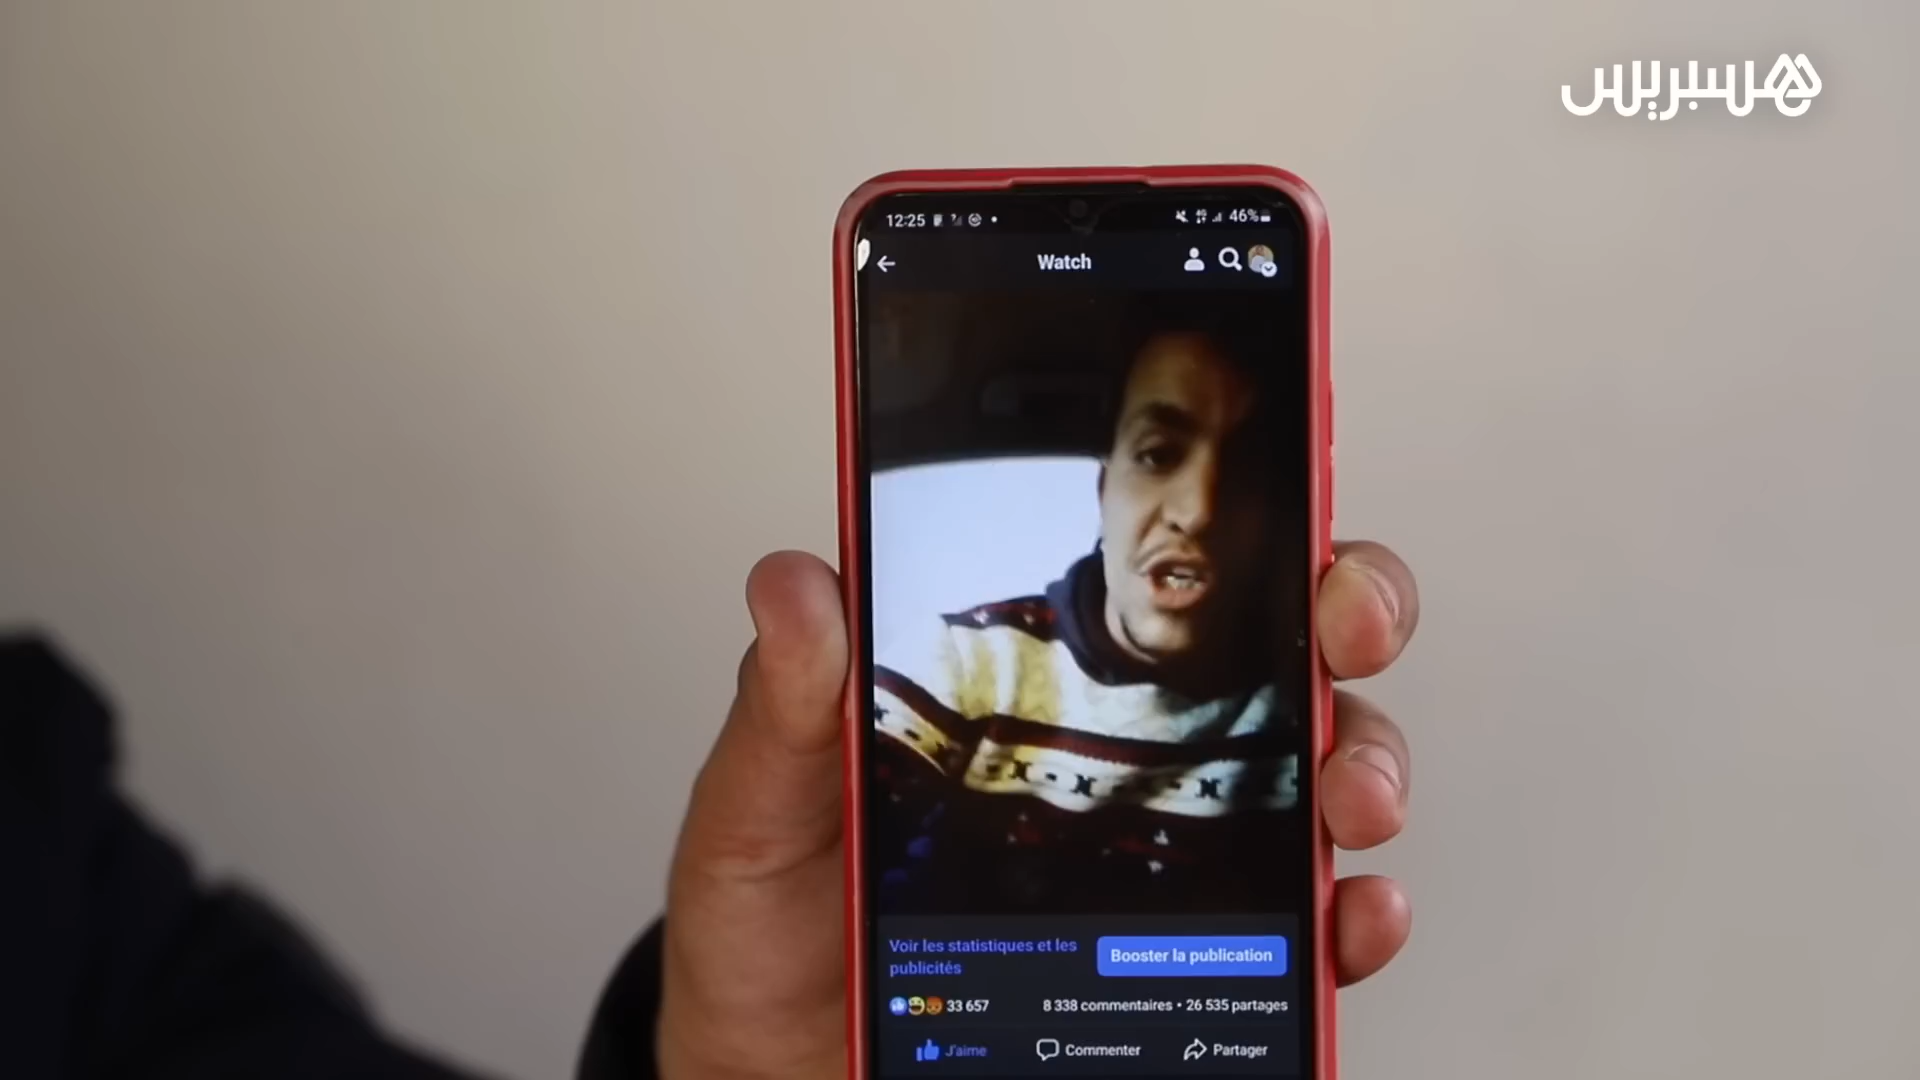 هسبريس
12:25
46%
Watch
Voir les statistiques et les
publicités
Booster la publication
33 657
8 338 commentaires • 26 535 partages
J'aime
Commenter
Partager